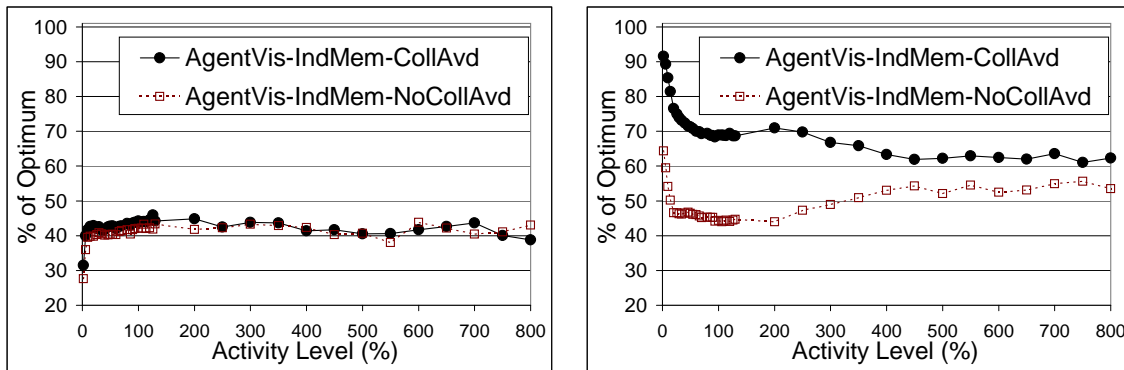 100
90
80
70
60
50
40
30
20
% of Optimum
AgentVis-IndMem-CollAvd
AgentVis-IndMem-NoCollAvd
0 100 200 300 400 500 600 700 800
Activity Level (%)
100
90
80
70
60
50
40
30
20
% of Optimum
AgentVis-IndMem-CollAvd
AgentVis-IndMem-NoCollAvd
0 100 200 300 400 500 600 700 800
Activity Level (%)